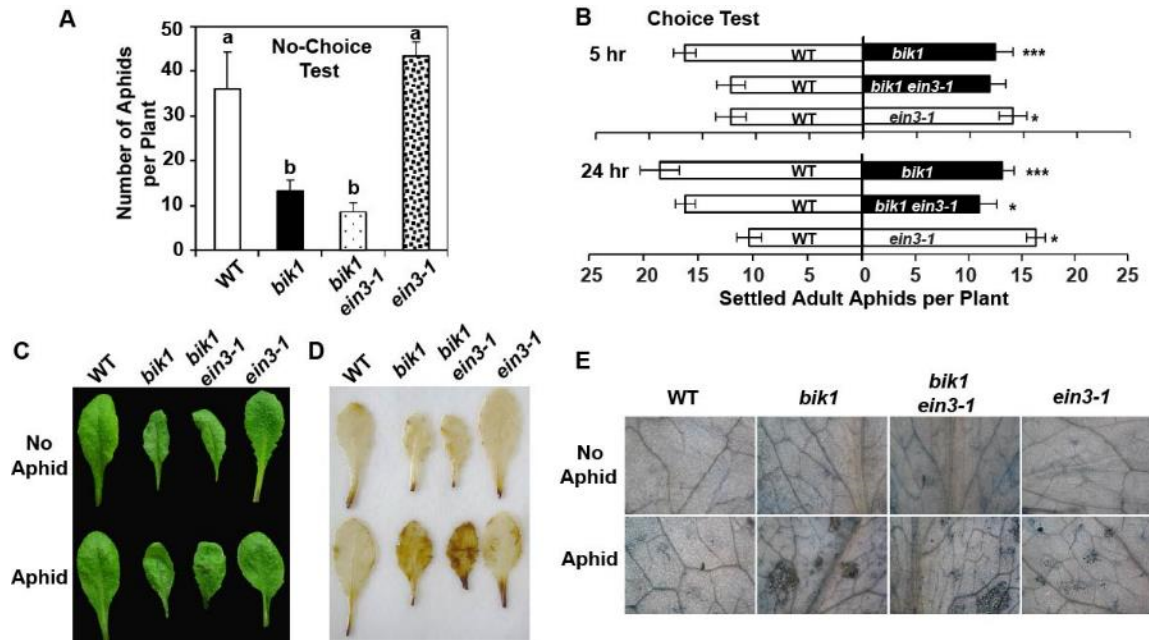 A
No-Choice
Test
Number of Aphids
per Plant
50
40
30
20
10
0
a
b
b
a
WT
bik1
bik1
ein3-1
ein3-1
B
Choice Test
5 hr
WT
bik1
***
WT
bik1 ein3-1
WT
ein3-1
*
24 hr
WT
bik1
***
WT
bik1 ein3-1
*
WT
ein3-1
*
25 20 15 10 5 0 0 5 10 15 20 25
Settled Adult Aphids per Plant
C
WT
bik1
bik1
ein3-1
ein3-1
No
Aphid
Aphid
D
WT
bik1
bik1
ein3-1
ein3-1
E
WT
bik1
bik1
ein3-1
ein3-1
No
Aphid
Aphid